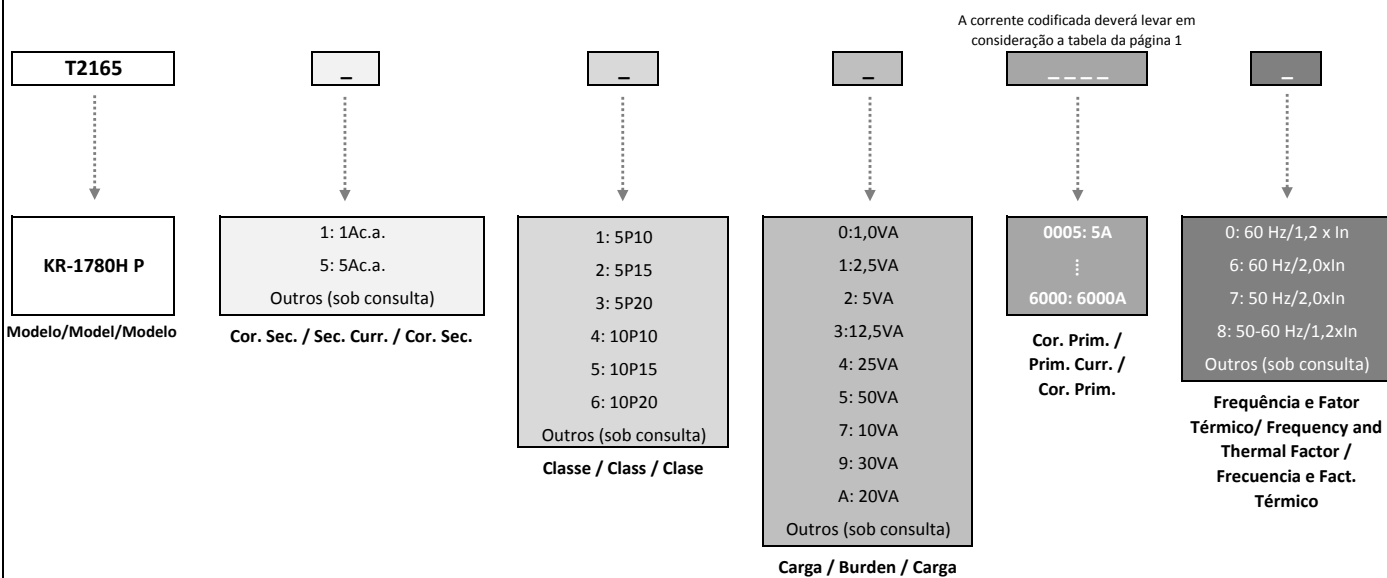 A corrente codificada deverá levar em
consideração a tabela da página 1
T2165
_
_
_
_ _ _ _
_
KR-1780H P
Modelo/Model/Modelo
1: 1Ac.a.
5: 5Ac.a.
Outros (sob consulta)
Cor. Sec. / Sec. Curr. / Cor. Sec.
1: 5P10
2: 5P15
3: 5P20
4: 10P10
5: 10P15
6: 10P20
Outros (sob consulta)
Classe / Class / Clase
0:1,0VA
1:2,5VA
2: 5VA
3:12,5VA
4: 25VA
5: 50VA
7: 10VA
9: 30VA
A: 20VA
Outros (sob consulta)
Carga / Burden / Carga
0005: 5A
⁞
6000: 6000A
Cor. Prim. /
Prim. Curr. /
Cor. Prim.
0: 60 Hz/1,2 x In
6: 60 Hz/2,0xIn
7: 50 Hz/2,0xIn
8: 50-60 Hz/1,2xIn
Outros (sob consulta)
Frequência e Fator
Térmico/ Frequency and
Thermal Factor /
Frecuencia e Fact.
Térmico